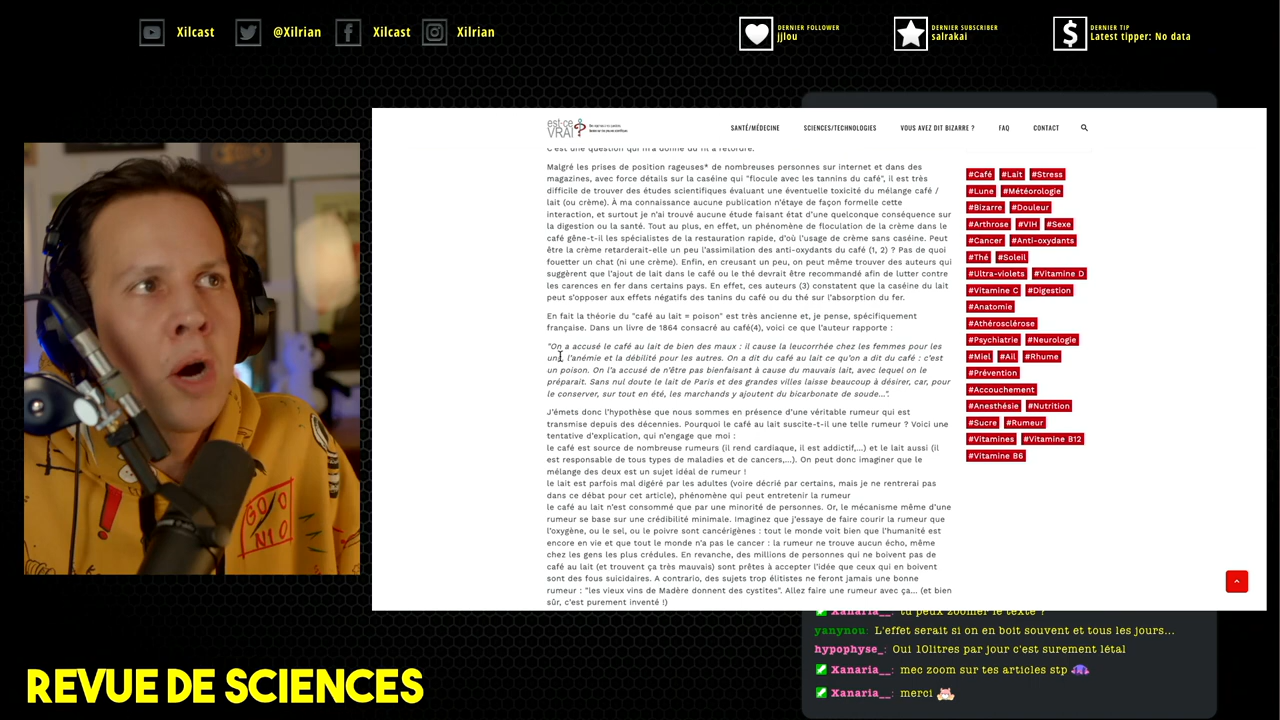 Xilcast
@Xilrian
Xilcast
Xilrian
DERNIER FOLLOWER
jjlou
DERNIER SUBSCRIBER
salrakai
DERNIER TIP
Latest tipper: No data
est-ce
VRAI?
SANTÉ/MÉDECINE
SCIENCES/TECHNOLOGIES
VOUS AVEZ DIT BIZARRE ?
FAQ
CONTACT
C'est une question qui m'a donné du fil à retordre.
Malgré les prises de position rageuses* de nombreuses personnes sur internet et dans des
magazines, avec force détails sur la caséine qui "flocule avec les tannins du café", il est très
difficile de trouver des études scientifiques évaluant une éventuelle toxicité du mélange café /
lait (ou crème). À ma connaissance aucune publication n'étaye de façon formelle cette
interaction, et surtout je n'ai trouvé aucune étude faisant état d'une quelconque conséquence sur
la digestion ou la santé. Tout au plus, en effet, un phénomène de floculation de la crème dans le
café gêne-t-il les spécialistes de la restauration rapide, d'où l'usage de crème sans caséine. Peut
être la crème retarderait-elle un peu l'assimilation des anti-oxydants du café (1, 2) ? Pas de quoi
fouetter un chat (ni une crème). Enfin, en creusant un peu, on peut même trouver des auteurs qui
suggèrent que l'ajout de lait dans le café ou le thé devrait être recommandé afin de lutter contre
les carences en fer dans certains pays. En effet, ces auteurs (3) constatent que la caséine du lait
peut s'opposer aux effets négatifs des tanins du café ou du thé sur l'absorption du fer.
En fait la théorie du "café au lait = poison" est très ancienne et, je pense, spécifiquement
française. Dans un livre de 1864 consacré au café(4), voici ce que l'auteur rapporte :
"On a accusé le café au lait de bien des maux : il cause la leucorrhée chez les femmes pour les
uns, l'anémie et la débilité pour les autres. On a dit du café au lait ce qu'on a dit du café : c'est
un poison. On l'a accusé de n'être pas bienfaisant à cause du mauvais lait, avec lequel on le
préparait. Sans nul doute le lait de Paris et des grandes villes laisse beaucoup à désirer, car, pour
le conserver, sur tout en été, les marchands y ajoutent du bicarbonate de soude...".
J'émets donc l'hypothèse que nous sommes en présence d'une véritable rumeur qui est
transmise depuis des décennies. Pourquoi le café au lait suscite-t-il une telle rumeur ? Voici une
tentative d'explication, qui n'engage que moi :
le café est source de nombreuse rumeurs (il rend cardiaque, il est addictif,...) et le lait aussi (il
est responsable de tous types de maladies et de cancers,...). On peut donc imaginer que le
mélange des deux est un sujet idéal de rumeur !
le lait est parfois mal digéré par les adultes (voire décrié par certains, mais je ne rentrerai pas
dans ce débat pour cet article), phénomène qui peut entretenir la rumeur
le café au lait n'est consommé que par une minorité de personnes. Or, le mécanisme même d'une
rumeur se base sur une crédibilité minimale. Imaginez que j'essaye de faire courir la rumeur que
l'oxygène, ou le sel, ou le poivre sont cancérigènes : tout le monde voit bien que l'humanité est
encore en vie et que tout le monde n'a pas le cancer : la rumeur ne trouve aucun écho, même
chez les gens les plus crédules. En revanche, des millions de personnes qui ne boivent pas de
café au lait (et trouvent ça très mauvais) sont prêtes à accepter l'idée que ceux qui en boivent
sont des fous suicidaires. A contrario, des sujets trop élitistes ne feront jamais une bonne
rumeur : "les vieux vins de Madère donnent des cystites". Allez faire une rumeur avec ça... (et bien
sûr, c'est purement inventé !)
#Café #Lait #Stress
#Lune #Météorologie
#Bizarre #Douleur
#Arthrose #VIH #Sexe
#Cancer #Anti-oxydants
#Thé #Soleil
#Ultra-violets #Vitamine D
#Vitamine C #Digestion
#Anatomie
#Athérosclérose
#Psychiatrie #Neurologie
#Miel #Ail #Rhume
#Prévention
#Accouchement
#Anesthésie #Nutrition
#Sucre #Rumeur
#Vitamines #Vitamine B12
#Vitamine B6
GOO
N10
Xanaria__: tu peux zoomer le texte ?
yanynou: L'effet serait si on en boit souvent et tous les jours...
hypophyse_: Oui 10litres par jour c'est surement létal
Xanaria__: mec zoom sur tes articles stp
Xanaria__: merci
REVUE DE SCIENCES